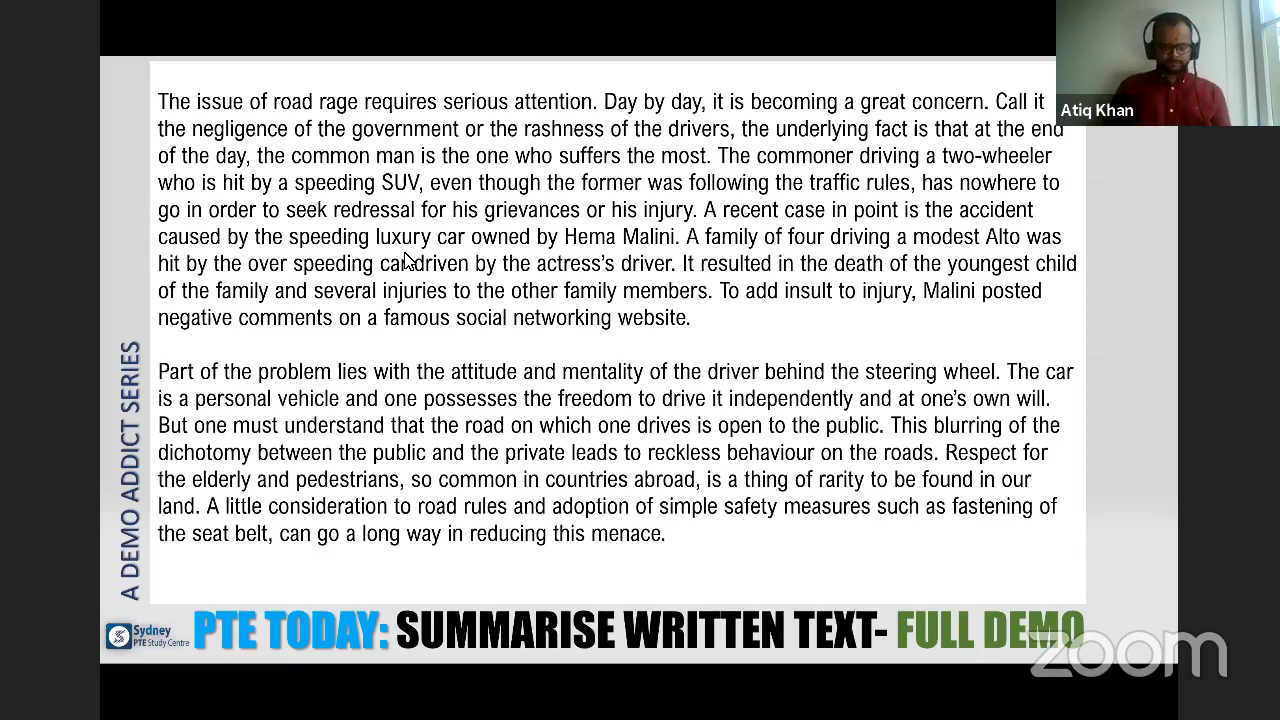 Atiq Khan
The issue of road rage requires serious attention. Day by day, it is becoming a great concern. Call it
the negligence of the government or the rashness of the drivers, the underlying fact is that at the end
of the day, the common man is the one who suffers the most. The commoner driving a two-wheeler
who is hit by a speeding SUV, even though the former was following the traffic rules, has nowhere to
go in order to seek redressal for his grievances or his injury. A recent case in point is the accident
caused by the speeding luxury car owned by Hema Malini. A family of four driving a modest Alto was
hit by the over speeding car driven by the actress's driver. It resulted in the death of the youngest child
of the family and several injuries to the other family members. To add insult to injury, Malini posted
negative comments on a famous social networking website.
Part of the problem lies with the attitude and mentality of the driver behind the steering wheel. The car
is a personal vehicle and one possesses the freedom to drive it independently and at one's own will.
But one must understand that the road on which one drives is open to the public. This blurring of the
dichotomy between the public and the private leads to reckless behaviour on the roads. Respect for
the elderly and pedestrians, so common in countries abroad, is a thing of rarity to be found in our
land. A little consideration to road rules and adoption of simple safety measures such as fastening of
the seat belt, can go a long way in reducing this menace.
A DEMO ADDICT SERIES
S
Sydney
PTE Study Centre
PTE TODAY: SUMMARISE WRITTEN TEXT- FULL DEMO
zoom